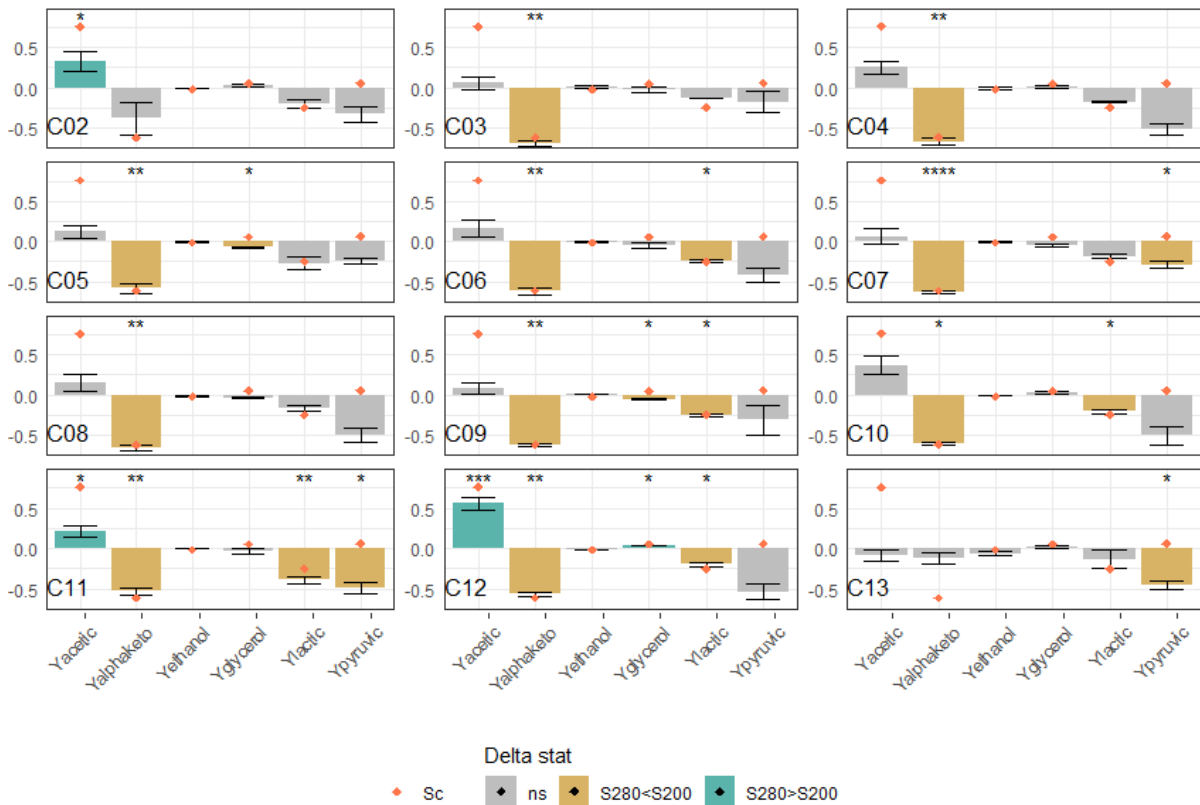 * ** **
0.5 0.5 0.5
0.0 0.0 0.0
-0.5 -0.5 -0.5
C02 C03 C04
** * ** * **** *
0.5 0.5 0.5
0.0 0.0 0.0
-0.5 -0.5 -0.5
C05 C06 C07
** ** * * * *
0.5 0.5 0.5
0.0 0.0 0.0
-0.5 -0.5 -0.5
C08 C09 C10
* ** ** * *** ** * * *
0.5 0.5 0.5
0.0 0.0 0.0
-0.5 -0.5 -0.5
C11 C12 C13
Yacetic Yalphaketo Yethanol Yglycerol Ylactic Ypyruvic Yacetic Yalphaketo Yethanol Yglycerol Ylactic Ypyruvic Yacetic Yalphaketo Yethanol Yglycerol Ylactic Ypyruvic
Delta stat
Sc ns S280<S200 S280>S200